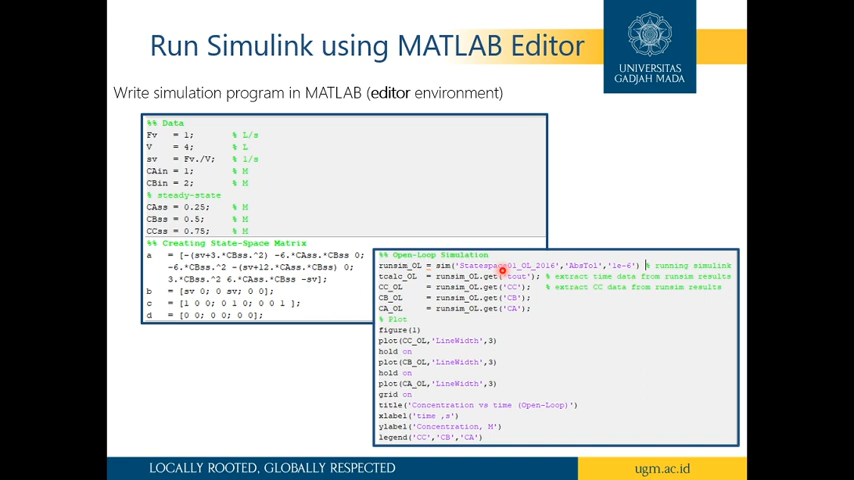 Run Simulink using MATLAB Editor
UNIVERSITAS
GADJAH MADA
Write simulation program in MATLAB (editor environment)
%% Data
Fv = 1; % L/s
V = 4; % L
sv = Fv./V; % 1/s
CAin = 1; % M
CBin = 2; % M
% steady-state
CAss = 0.25; % M
CBss = 0.5; % M
CCss = 0.75; % M
%% Creating State-Space Matrix
a = [-(sv+3.*CBss.^2) -6.*CAss.*CBss 0;
-6.*CBss.^2 -(sv+12.*CAss.*CBss) 0;
3.*CBss.^2 6.*CAss.*CBss -sv];
b = [sv 0; 0 sv; 0 0];
c = [1 0 0; 0 1 0; 0 0 1 ];
d = [0 0; 0 0; 0 0];
%% Open-Loop Simulation
runsim_OL = sim('Statespace01_OL_2016','AbsTol','1e-6') % running simulink
tcalc_OL = runsim_OL.get('tout'); % extract time data from runsim results
CC_OL = runsim_OL.get('CC'); % extract CC data from runsim results
CB_OL = runsim_OL.get('CB');
CA_OL = runsim_OL.get('CA');
% Plot
figure(1)
plot(CC_OL,'LineWidth',3)
hold on
plot(CB_OL,'LineWidth',3)
hold on
plot(CA_OL,'LineWidth',3)
grid on
title('Concentration vs time (Open-Loop)')
xlabel('time ,s')
ylabel('Concentration, M')
legend('CC','CB','CA')
LOCALLY ROOTED, GLOBALLY RESPECTED
ugm.ac.id